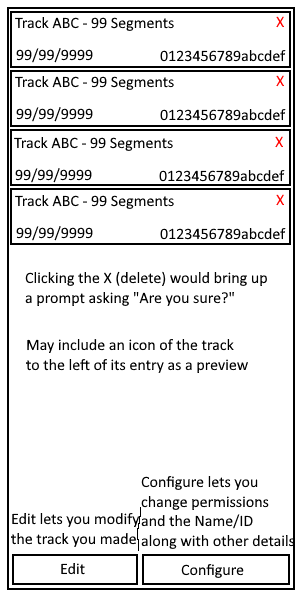 Track ABC - 99 Segments X
99/99/9999 0123456789abcdef
Track ABC - 99 Segments X
99/99/9999 0123456789abcdef
Track ABC - 99 Segments X
99/99/9999 0123456789abcdef
Track ABC - 99 Segments X
99/99/9999 0123456789abcdef
Clicking the X (delete) would bring up
a prompt asking "Are you sure?"
May include an icon of the track
to the left of its entry as a preview
Edit lets you modify
the track you made
Configure lets you
change permissions
and the Name/ID
along with other details
Edit
Configure